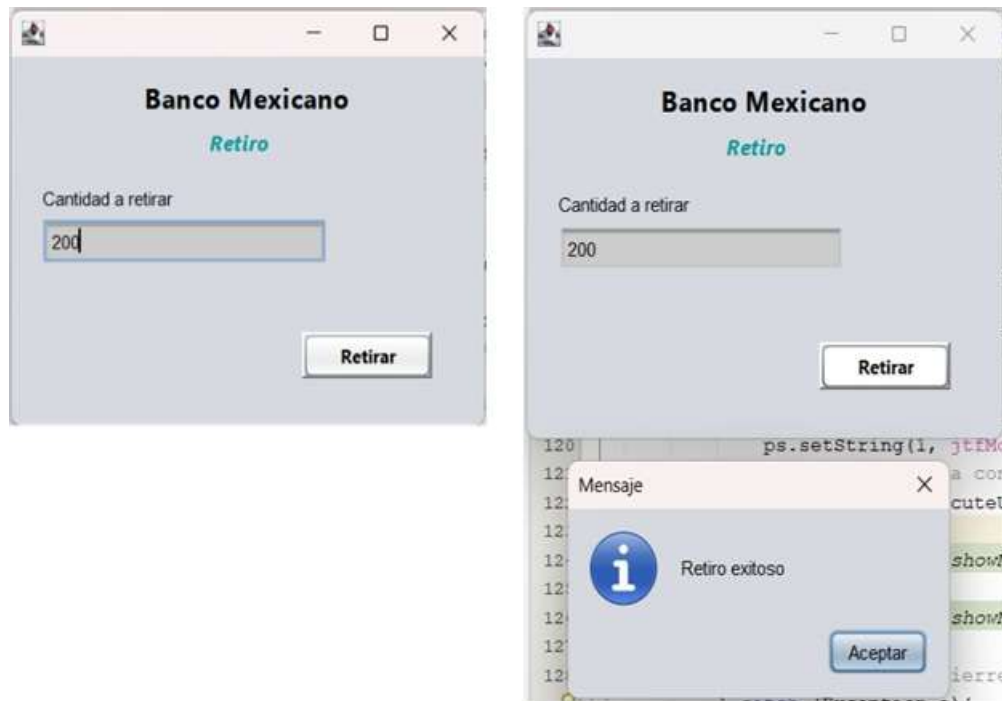 Banco Mexicano
Retiro
Cantidad a retirar
200
Retirar
Banco Mexicano
Retiro
Cantidad a retirar
200
Retirar
120 ps.setString(1,
Mensaje
Retiro exitoso
Aceptar